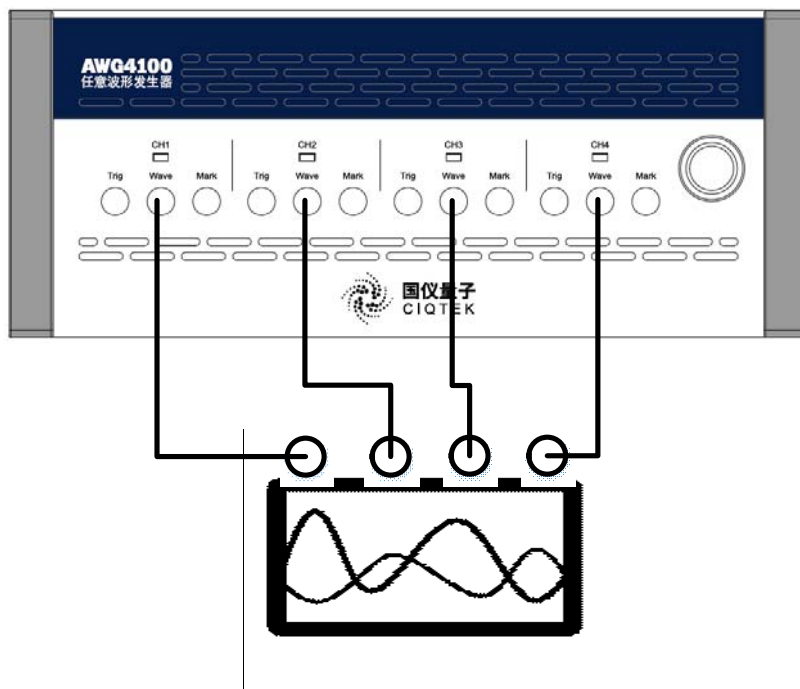 AWG4100
任意波形发生器
CH1 CH2 CH3 CH4
Trig Wave Mark Trig Wave Mark Trig Wave Mark Trig Wave Mark
国仪量子
CIQTEK